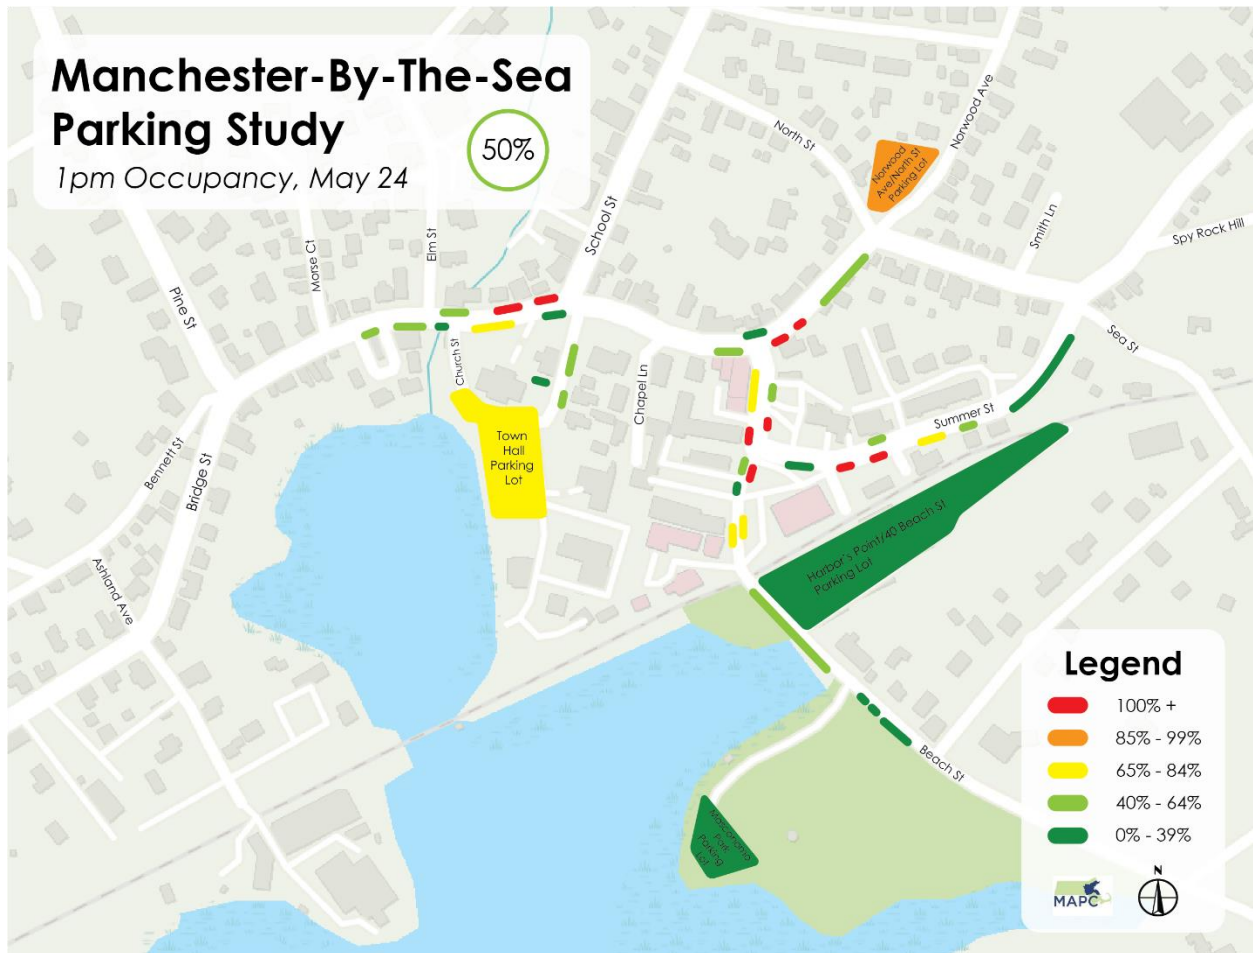 Manchester-By-The-Sea
Parking Study
1pm Occupancy, May 24
50%
North St
Norwood Ave
Norwood
Ave/North St
Parking Lot
School St
Smith Ln
Spy Rock Hill
Elm St
Morse Ct
Pine St
Sea St
Church St
Chapel Ln
Summer St
Town
Hall
Parking
Lot
Bennett St
Bridge St
Ashland Ave
Harbor's Point/40 Beach St
Parking Lot
Beach St
Masconomo
Park
Parking
Lot
Legend
100% +
85% - 99%
65% - 84%
40% - 64%
0% - 39%
MAPC
N